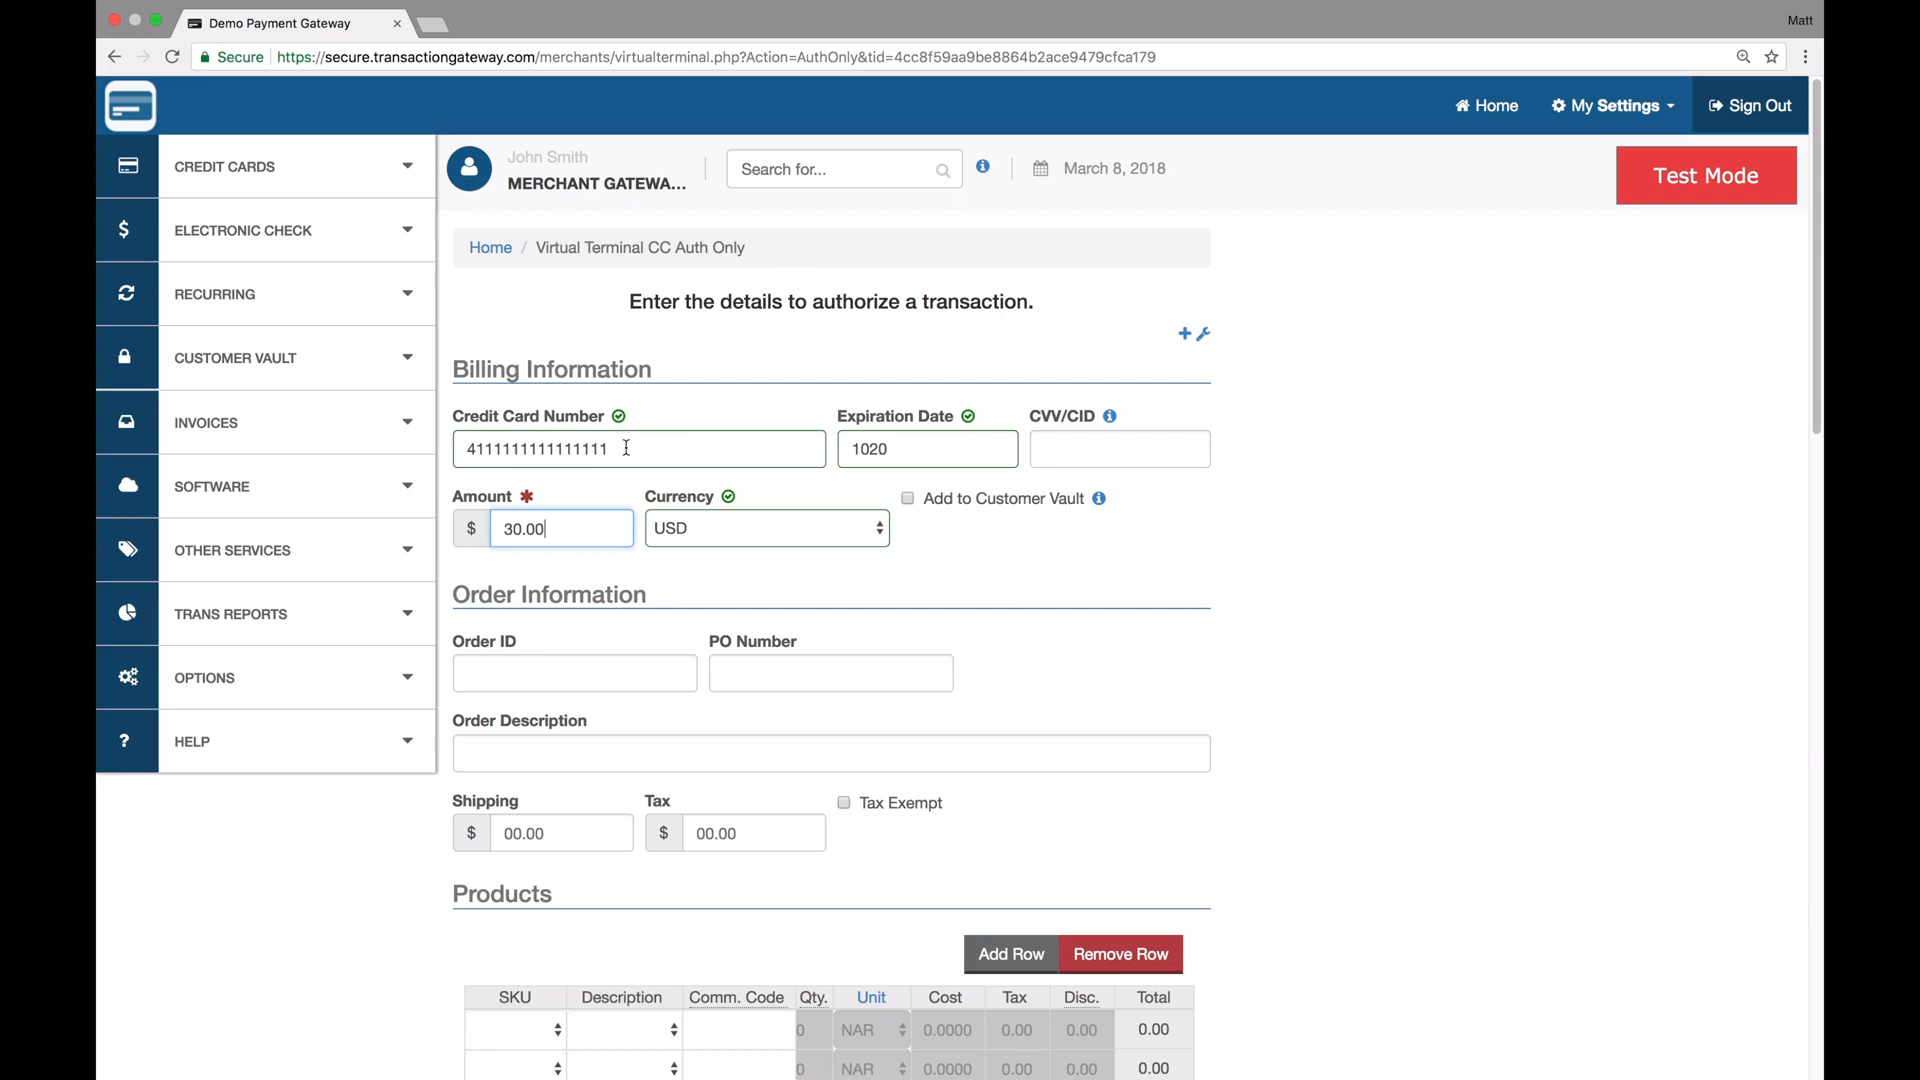 Demo Payment Gateway
Matt
Secure https://secure.transactiongateway.com/merchants/virtualterminal.php?Action=AuthOnly&tid=4cc8f59aa9be8864b2ace9479cfca179
Home My Settings Sign Out
CREDIT CARDS
ELECTRONIC CHECK
RECURRING
CUSTOMER VAULT
INVOICES
SOFTWARE
OTHER SERVICES
TRANS REPORTS
OPTIONS
HELP
John Smith
MERCHANT GATEWA...
Search for...
March 8, 2018
Test Mode
Home / Virtual Terminal CC Auth Only
Enter the details to authorize a transaction.
Billing Information
Credit Card Number Expiration Date CVV/CID
4111111111111111 1020
Amount * Currency Add to Customer Vault
$ 30.00 USD
Order Information
Order ID PO Number
Order Description
Shipping Tax Tax Exempt
$ 00.00 $ 00.00
Products
Add Row Remove Row
SKU Description Comm. Code Qty. Unit Cost Tax Disc. Total
0 NAR 0.0000 0.00 0.00 0.00
0 NAR 0.0000 0.00 0.00 0.00